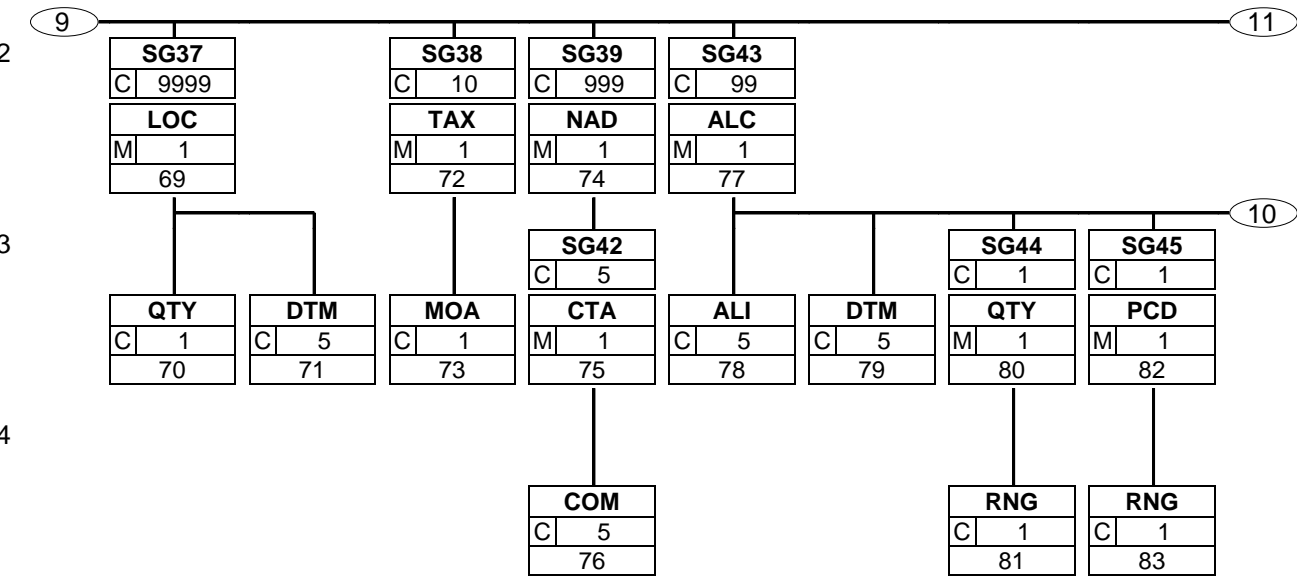 9 11
2 SG37 SG38 SG39 SG43
C 9999 C 10 C 999 C 99
LOC TAX NAD ALC
M 1 M 1 M 1 M 1
69 72 74 77
10
3 SG42 SG44 SG45
C 5 C 1 C 1
QTY DTM MOA CTA ALI DTM QTY PCD
C 1 C 5 C 1 M 1 C 5 C 5 M 1 M 1
70 71 73 75 78 79 80 82
4
COM RNG RNG
C 5 C 1 C 1
76 81 83